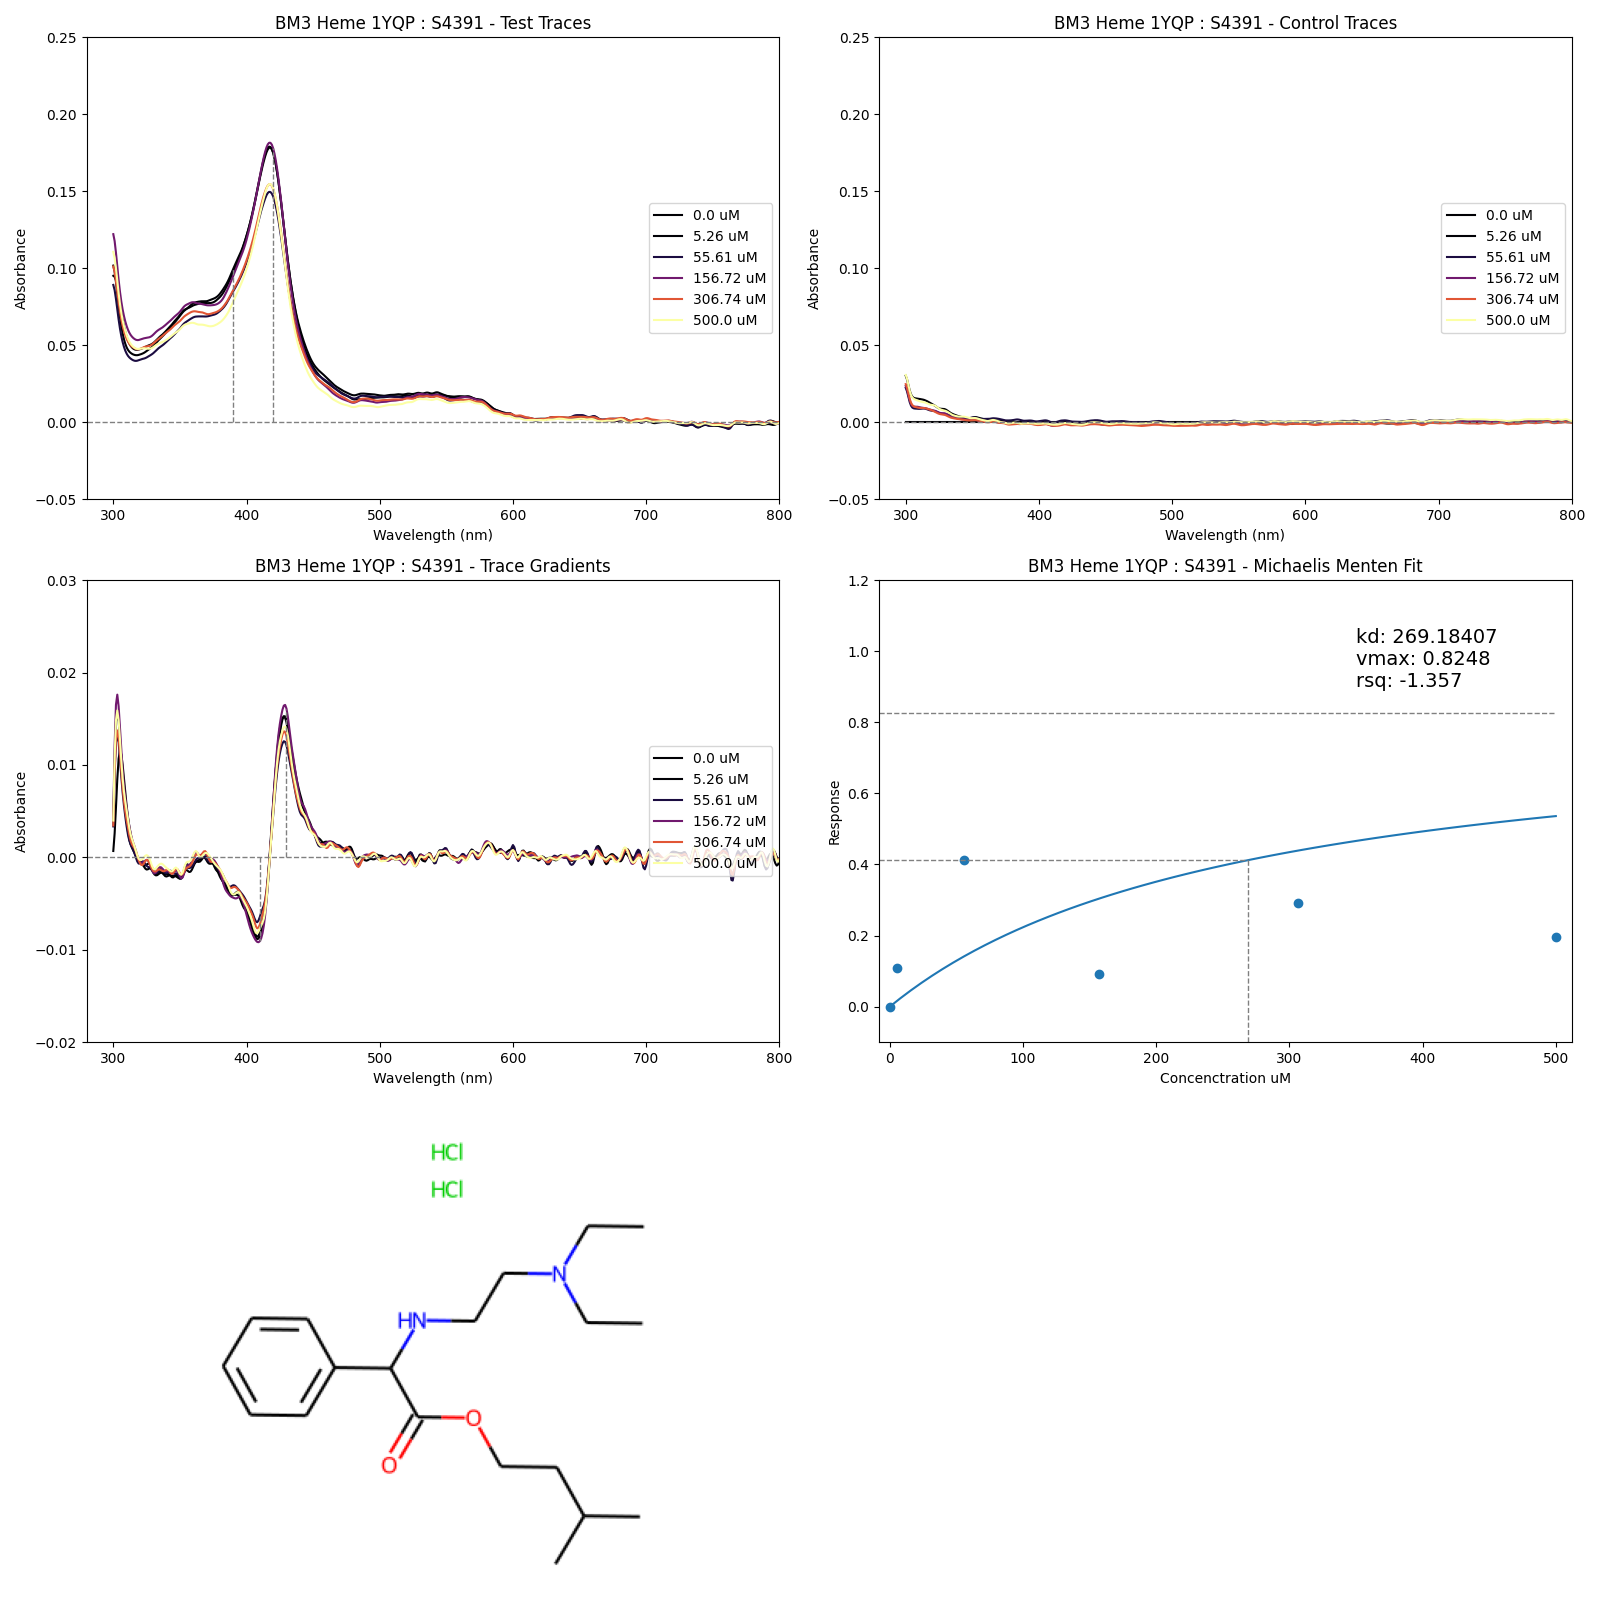 BM3 Heme 1YQP : S4391 - Test Traces
Absorbance
0.25
0.20
0.15
0.10
0.05
0.00
−0.05
300 400 500 600 700 800
Wavelength (nm)
0.0 uM
5.26 uM
55.61 uM
156.72 uM
306.74 uM
500.0 uM
BM3 Heme 1YQP : S4391 - Control Traces
Absorbance
0.25
0.20
0.15
0.10
0.05
0.00
−0.05
300 400 500 600 700 800
Wavelength (nm)
0.0 uM
5.26 uM
55.61 uM
156.72 uM
306.74 uM
500.0 uM
BM3 Heme 1YQP : S4391 - Trace Gradients
Absorbance
0.03
0.02
0.01
0.00
−0.01
−0.02
300 400 500 600 700 800
Wavelength (nm)
0.0 uM
5.26 uM
55.61 uM
156.72 uM
306.74 uM
500.0 uM
BM3 Heme 1YQP : S4391 - Michaelis Menten Fit
Response
1.2
1.0
0.8
0.6
0.4
0.2
0.0
0 100 200 300 400 500
Concenctration uM
kd: 269.18407
vmax: 0.8248
rsq: -1.357
HCl
HCl
N
HN
O
O